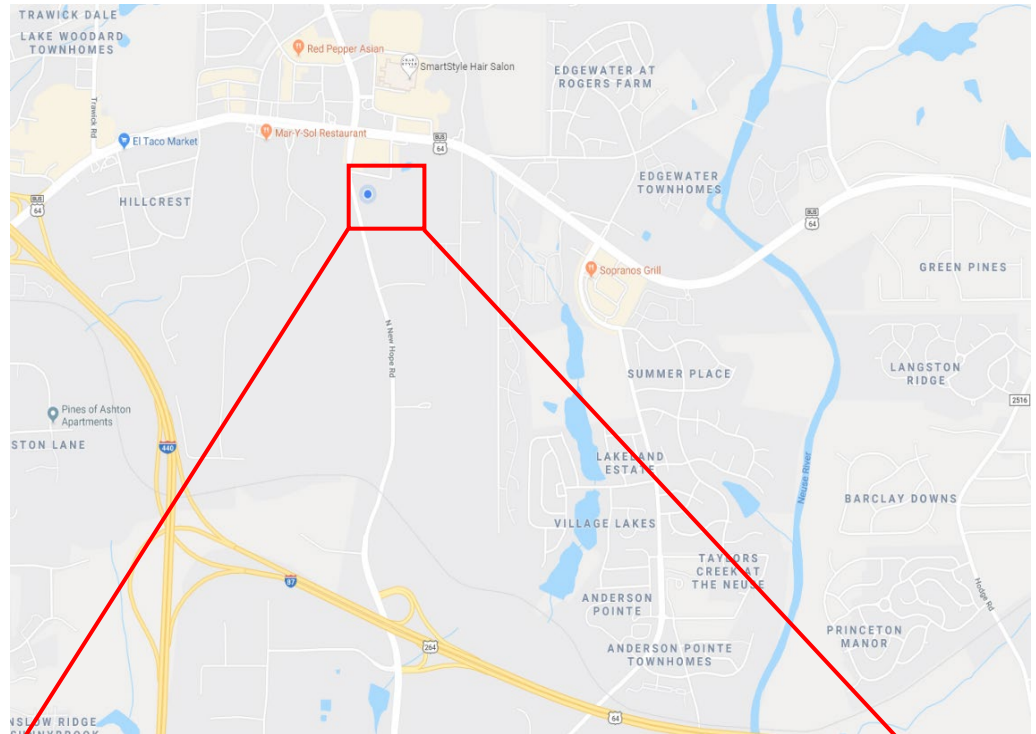 TRAWICK DALE
LAKE WOODARD
TOWNHOMES
Red Pepper Asian
SmartStyle Hair Salon
EDGEWATER AT
ROGERS FARM
Trawick Rd
El Taco Market
Mar-Y-Sol Restaurant
BUS
64
EDGEWATER
TOWNHOMES
BUS
64
HILLCREST
BUS
64
Sopranos Grill
GREEN PINES
N New Hope Rd
SUMMER PLACE
LANGSTON
RIDGE
2516
Pines of Ashton
Apartments
STON LANE
440
LAKELAND
ESTATE
Neuse River
BARCLAY DOWNS
VILLAGE LAKES
TAYLORS
CREEK AT
THE NEUSE
87
ANDERSON
POINTE
Hodge Rd
PRINCETON
MANOR
264
ANDERSON POINTE
TOWNHOMES
64
NSLOW RIDGE